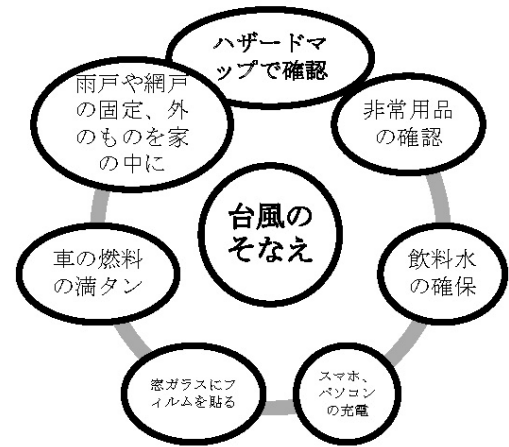 ハザードマ
ップで確認
非常用品
の確認
飲料水
の確保
スマホ、
パソコン
の充電
窓ガラスにフ
ィルムを貼る
車の燃料
の満タン
雨戸や網戸
の固定、外
のものを家
の中に
台風の
そなえ